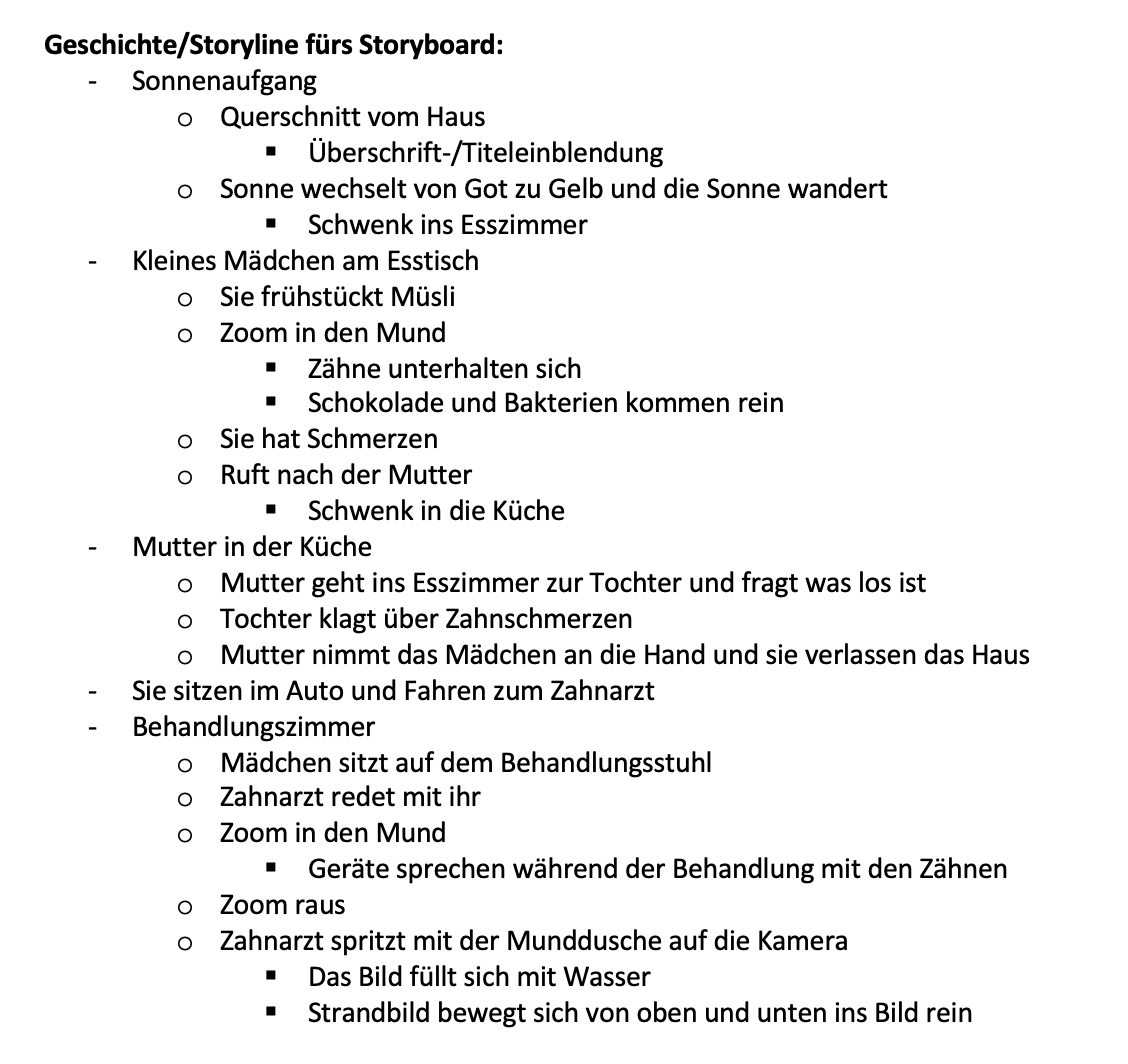 Geschichte/Storyline fürs Storyboard:
- Sonnenaufgang
o Querschnitt vom Haus
▪ Überschrift-/Titeleinblendung
o Sonne wechselt von Got zu Gelb und die Sonne wandert
▪ Schwenk ins Esszimmer
- Kleines Mädchen am Esstisch
o Sie frühstückt Müsli
o Zoom in den Mund
▪ Zähne unterhalten sich
▪ Schokolade und Bakterien kommen rein
o Sie hat Schmerzen
o Ruft nach der Mutter
▪ Schwenk in die Küche
- Mutter in der Küche
o Mutter geht ins Esszimmer zur Tochter und fragt was los ist
o Tochter klagt über Zahnschmerzen
o Mutter nimmt das Mädchen an die Hand und sie verlassen das Haus
- Sie sitzen im Auto und Fahren zum Zahnarzt
- Behandlungszimmer
o Mädchen sitzt auf dem Behandlungsstuhl
o Zahnarzt redet mit ihr
o Zoom in den Mund
▪ Geräte sprechen während der Behandlung mit den Zähnen
o Zoom raus
o Zahnarzt spritzt mit der Munddusche auf die Kamera
▪ Das Bild füllt sich mit Wasser
▪ Strandbild bewegt sich von oben und unten ins Bild rein